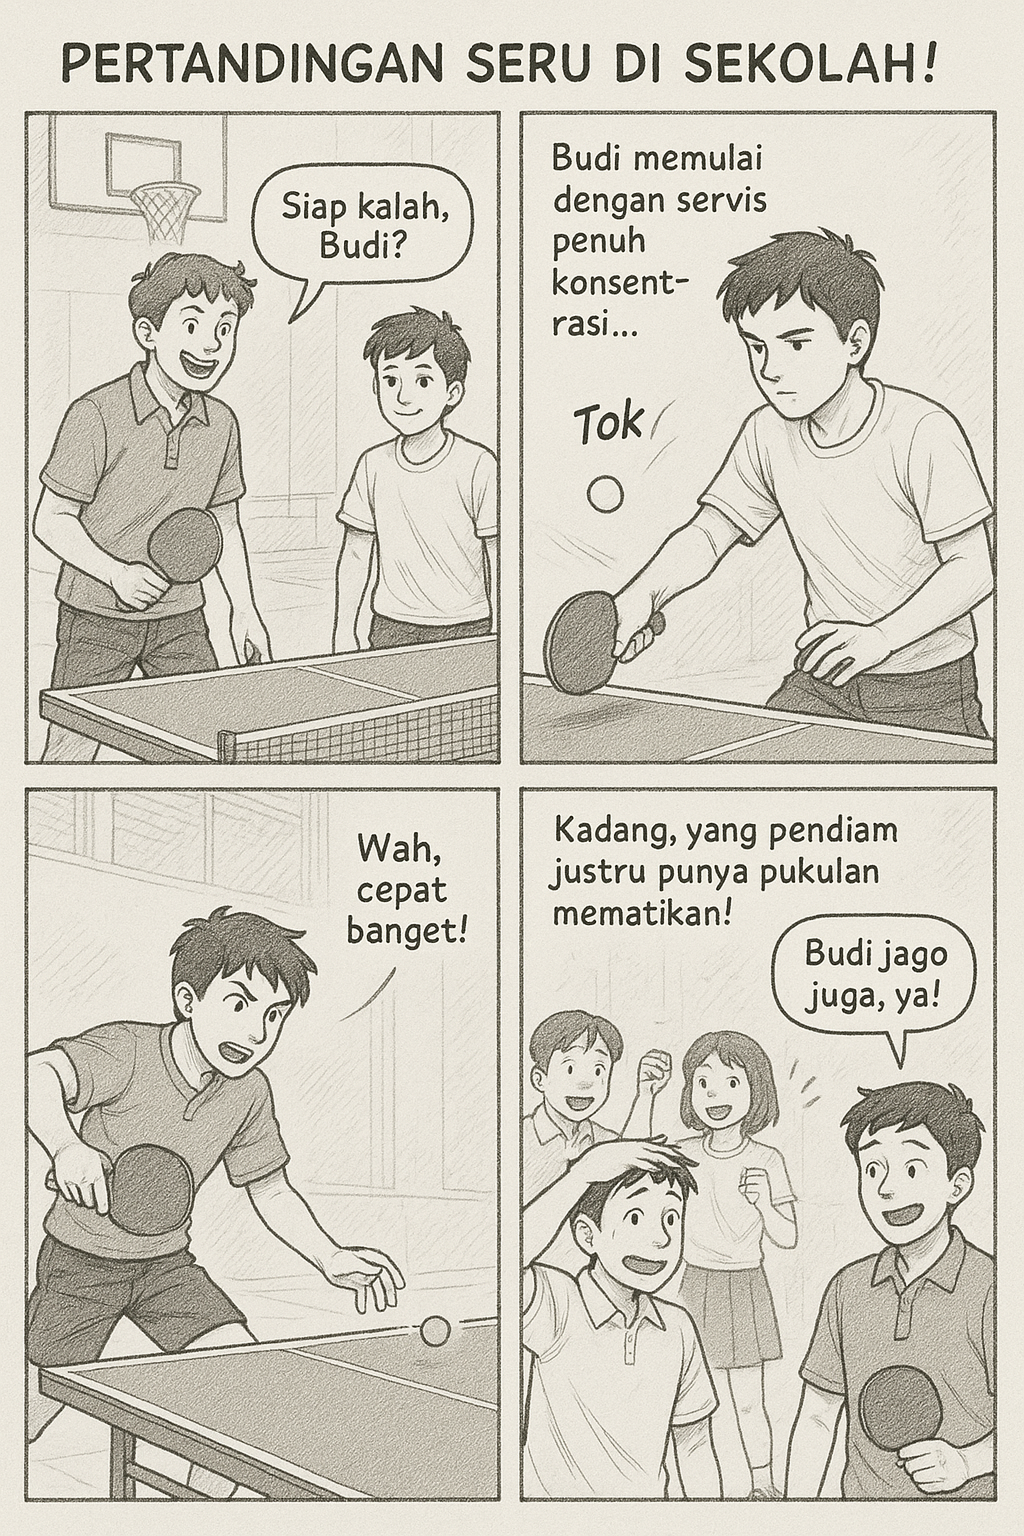 PERTANDINGAN SERU DI SEKOLAH!
Siap kalah,
Budi?
Budi memulai
dengan servis
penuh
konsent-
rasi...
Tok
Wah,
cepat
banget!
Kadang, yang pendiam
justru punya pukulan
mematikan!
Budi jago
juga, ya!